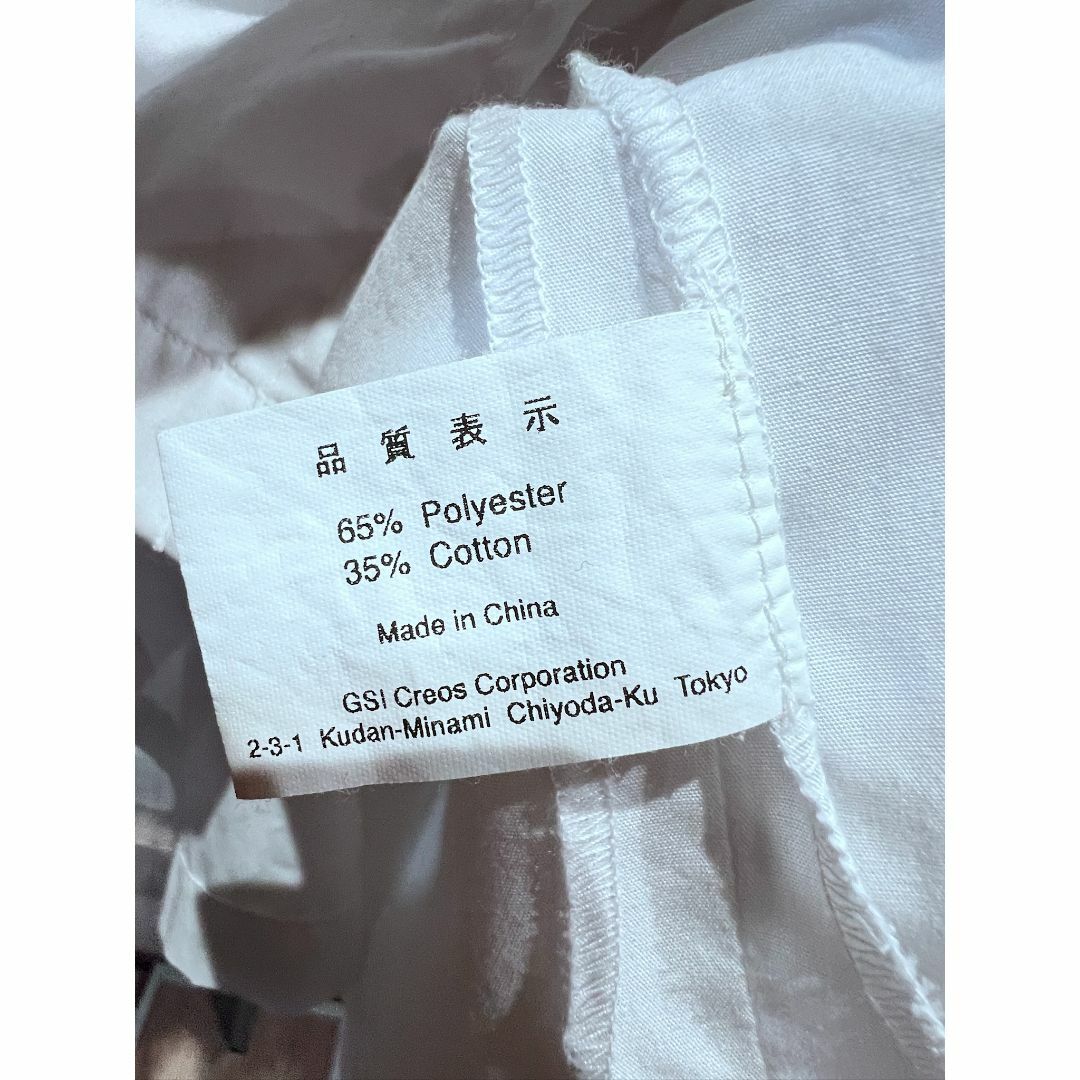 品質表示
65% Polyester
35% Cotton
Made in China
GSI Creos Corporation
2-3-1 Kudan-Minami Chiyoda-Ku Tokyo